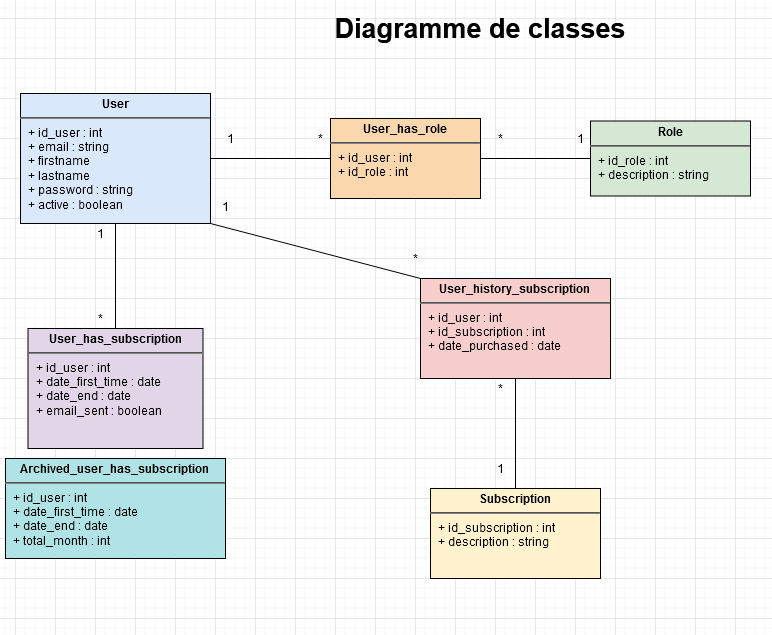 Diagramme de classes
User
+ id_user : int
+ email : string
+ firstname
+ lastname
+ password : string
+ active : boolean
1
*
User_has_role
+ id_user : int
+ id_role : int
*
1
Role
+ id_role : int
+ description : string
1
*
1
*
User_history_subscription
+ id_user : int
+ id_subscription : int
+ date_purchased : date
User_has_subscription
+ id_user : int
+ date_first_time : date
+ date_end : date
+ email_sent : boolean
*
1
Archived_user_has_subscription
+ id_user : int
+ date_first_time : date
+ date_end : date
+ total_month : int
Subscription
+ id_subscription : int
+ description : string